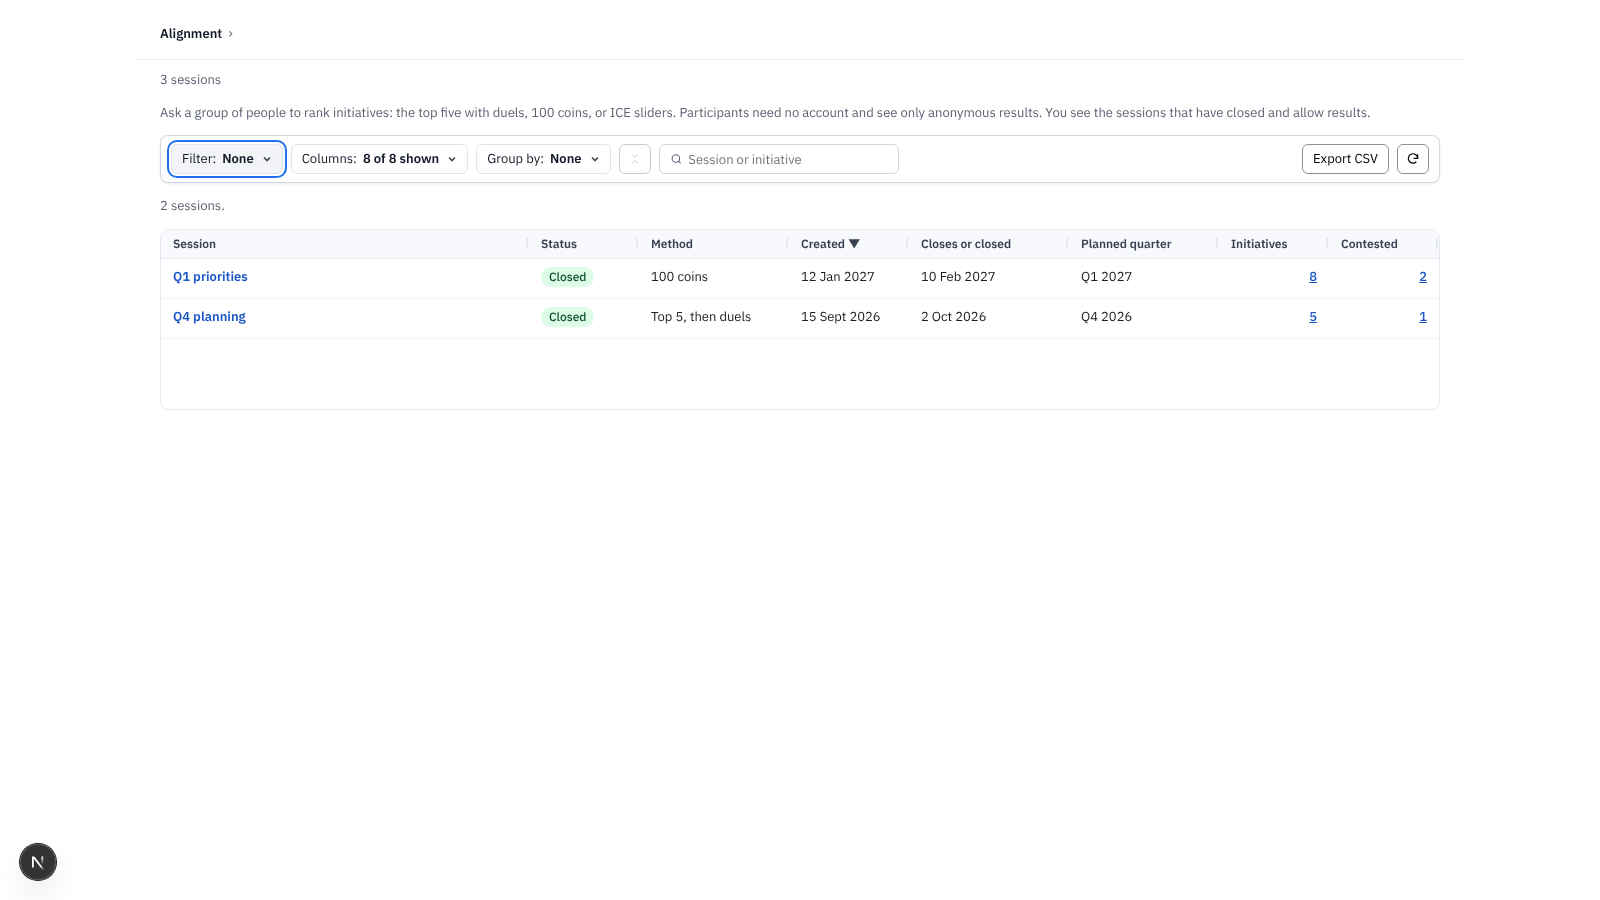 Alignment ›
3 sessions
Ask a group of people to rank initiatives: the top five with duels, 100 coins, or ICE sliders. Participants need no account and see only anonymous results. You see the sessions that have closed and allow results.
Filter: None Columns: 8 of 8 shown Group by: None Session or initiative Export CSV
2 sessions.
Session Status Method Created ▼ Closes or closed Planned quarter Initiatives Contested
Q1 priorities Closed 100 coins 12 Jan 2027 10 Feb 2027 Q1 2027 8 2
Q4 planning Closed Top 5, then duels 15 Sept 2026 2 Oct 2026 Q4 2026 5 1
N